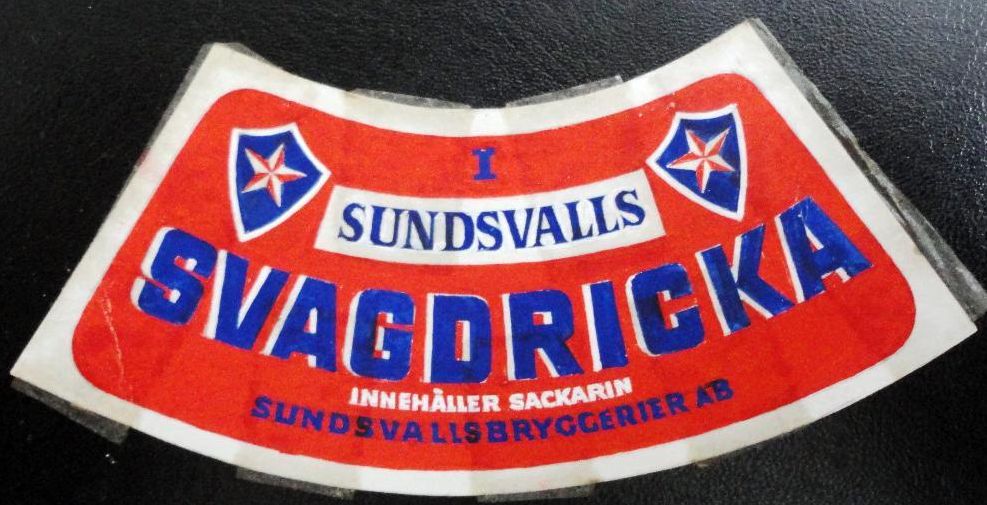 I
SUNDSVALLS
SVAGDRICKA
INNEHÅLLER SACKARIN
SUNDSVALLSBRYGGERIER AB